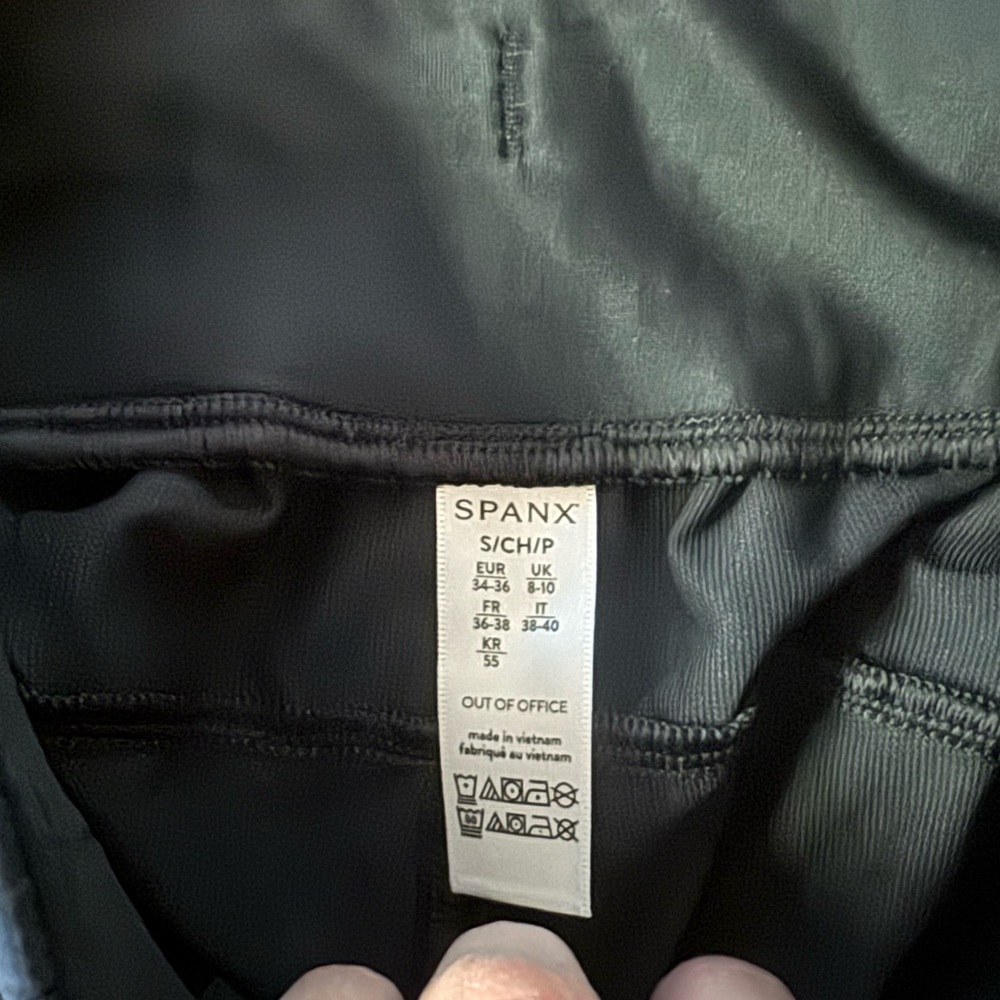 SPANX
S/CH/P
EUR UK
34-36 8-10
FR IT
36-38 38-40
KR
55
OUT OF OFFICE
made in vietnam
fabriqué au vietnam